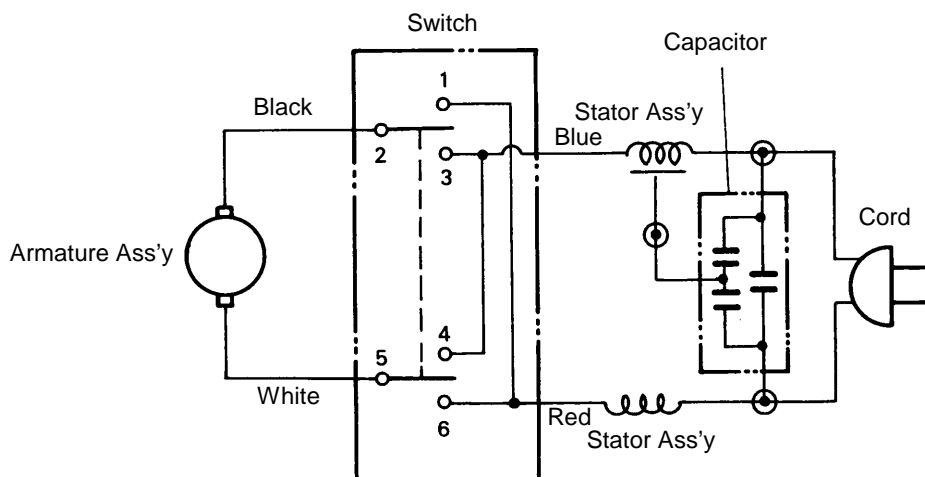 Switch
Capacitor
1
Black
Stator Ass'y
Blue
2
3
Cord
Armature Ass'y
4
5
White
6
Red
Stator Ass'y